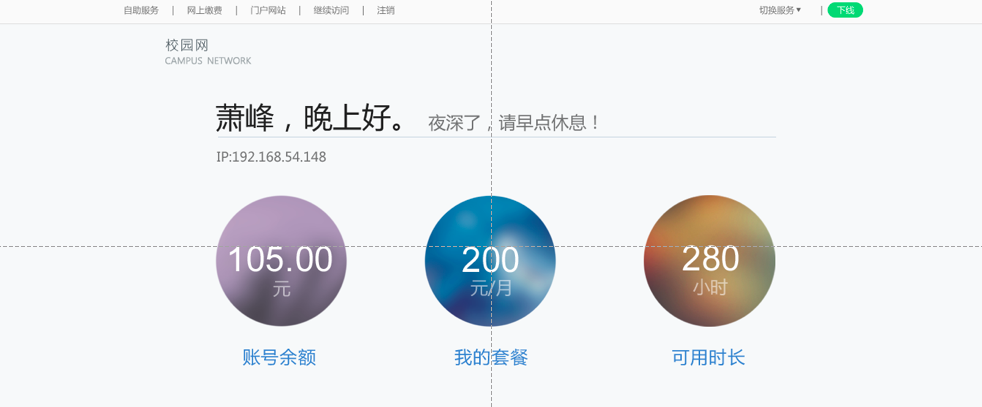 自助服务 | 网上缴费 | 门户网站 | 继续访问 | 注销 切换服务▼ | 下线
校园网
CAMPUS NETWORK
萧峰，晚上好。 夜深了，请早点休息！
IP:192.168.54.148
105.00 200 280
元 元/月 小时
账号余额 我的套餐 可用时长